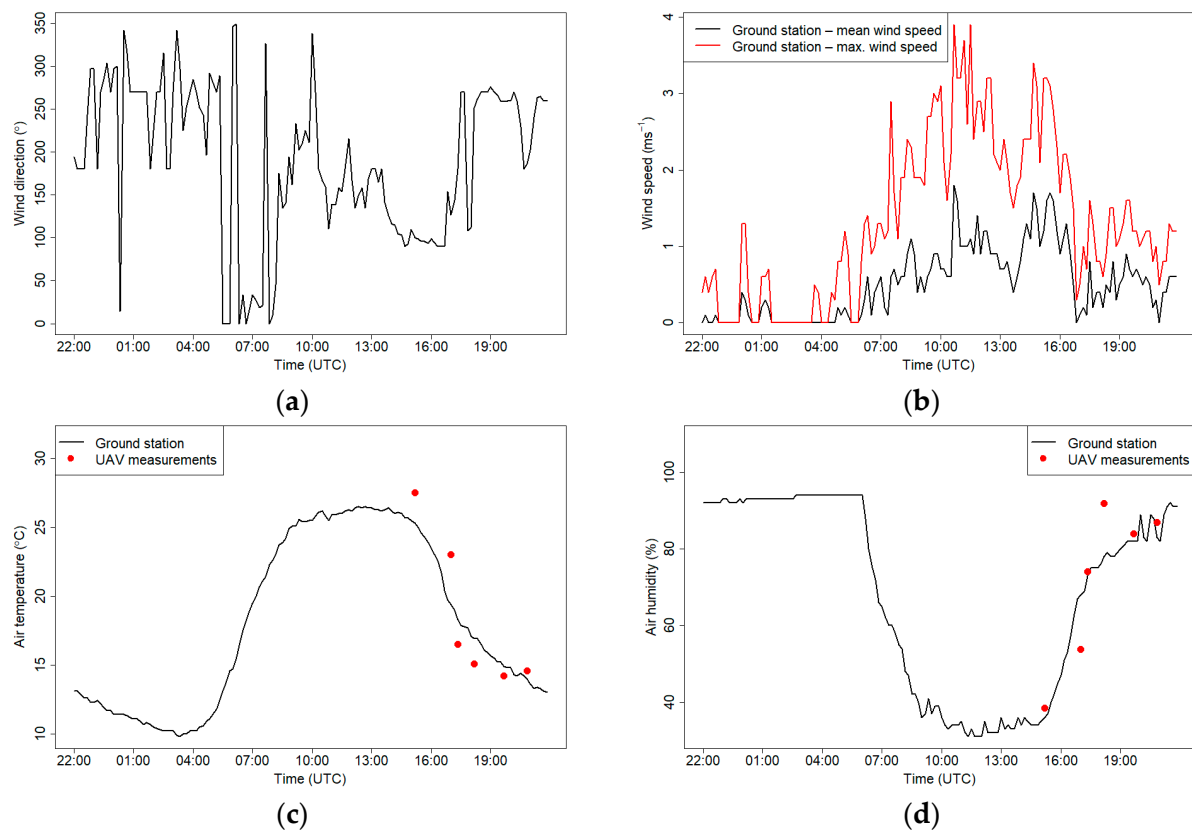 350
300
250
200
150
100
50
0
Wind direction (°)
22:00 01:00 04:00 07:00 10:00 13:00 16:00 19:00
Time (UTC)
(a)
Ground station – mean wind speed
Ground station – max. wind speed
4
3
2
1
0
Wind speed (ms⁻¹)
22:00 01:00 04:00 07:00 10:00 13:00 16:00 19:00
Time (UTC)
(b)
Ground station
UAV measurements
30
25
20
15
10
Air temperature (°C)
22:00 01:00 04:00 07:00 10:00 13:00 16:00 19:00
Time (UTC)
(c)
Ground station
UAV measurements
100
80
60
40
Air humidity (%)
22:00 01:00 04:00 07:00 10:00 13:00 16:00 19:00
Time (UTC)
(d)